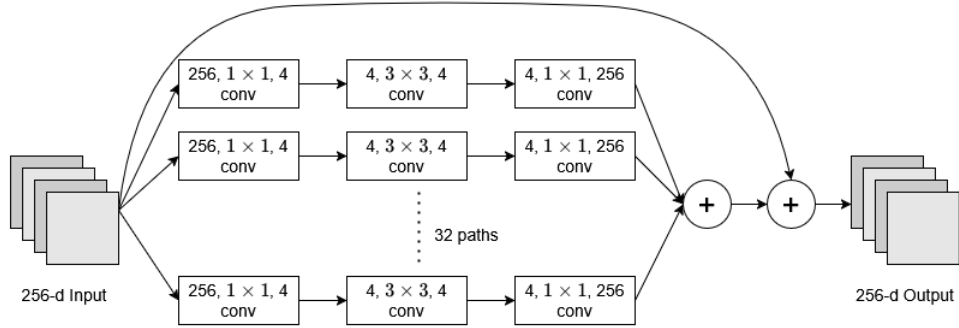 256, 1 × 1, 4
conv
4, 3 × 3, 4
conv
4, 1 × 1, 256
conv
256, 1 × 1, 4
conv
4, 3 × 3, 4
conv
4, 1 × 1, 256
conv
+
+
32 paths
256, 1 × 1, 4
conv
4, 3 × 3, 4
conv
4, 1 × 1, 256
conv
256-d Input
256-d Output